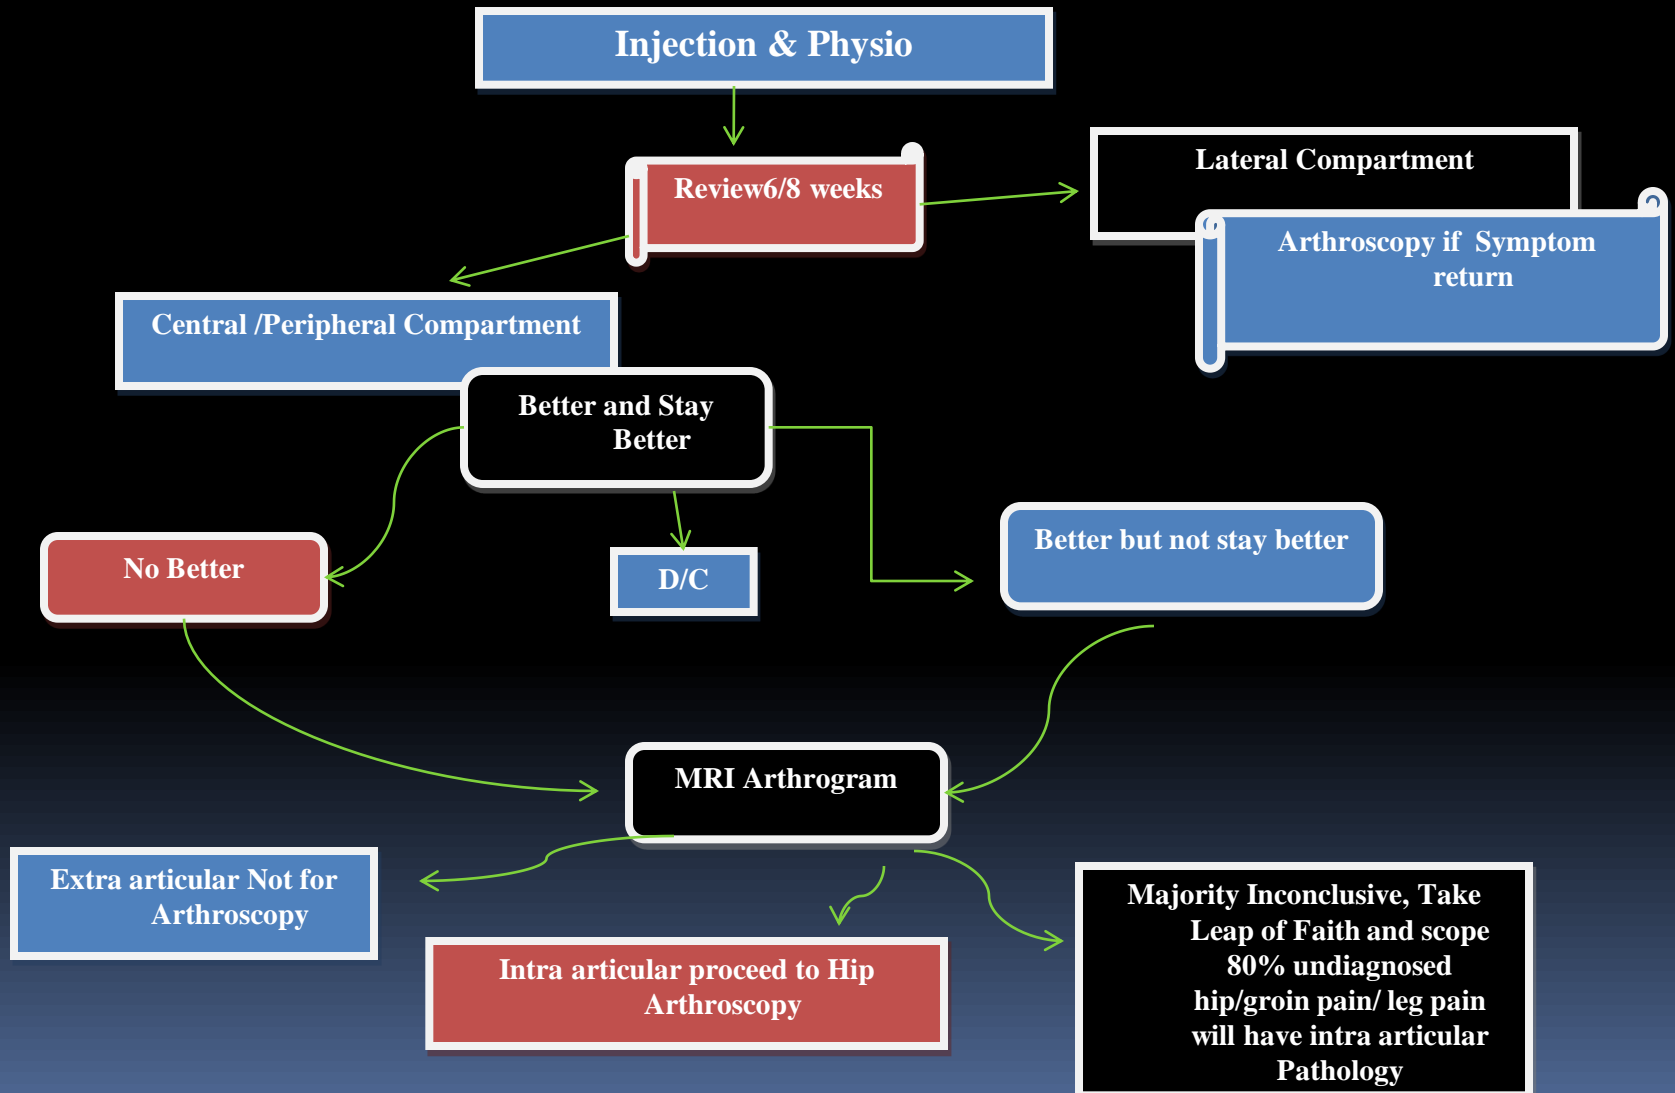 Injection & Physio
Review6/8 weeks
Lateral Compartment
Arthroscopy if Symptom
return
Central /Peripheral Compartment
Better and Stay
Better
No Better
D/C
Better but not stay better
MRI Arthrogram
Extra articular Not for
Arthroscopy
Intra articular proceed to Hip
Arthroscopy
Majority Inconclusive, Take
Leap of Faith and scope
80% undiagnosed
hip/groin pain/ leg pain
will have intra articular
Pathology